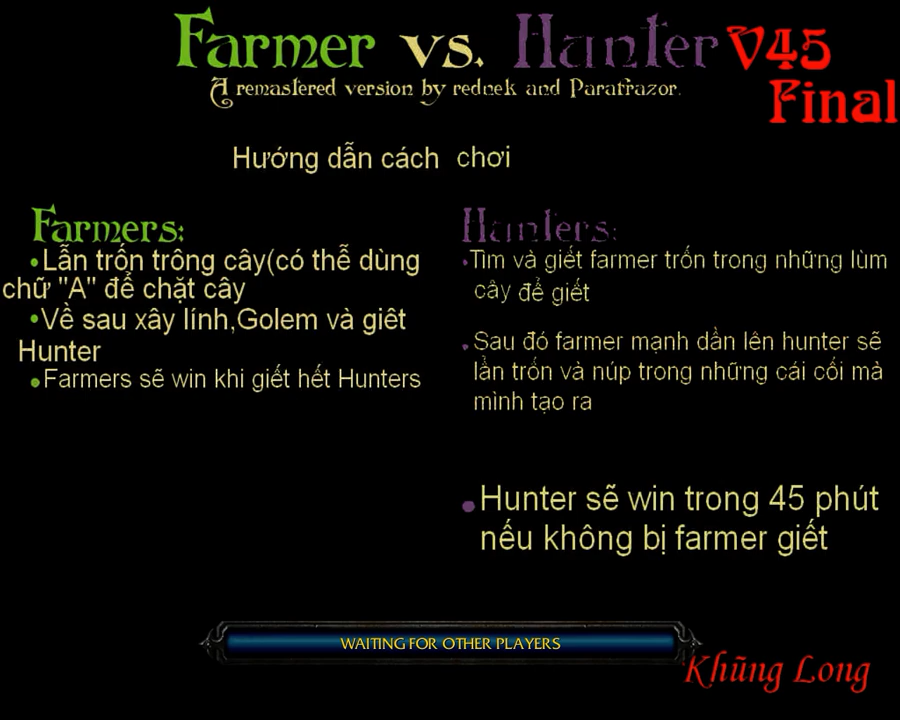 Farmer vs. Hunter V45
Final
A remastered version by rednek and Parafrazor.
Hướng dẫn cách chơi
Farmers:
•Lẫn trốn trông cây(có thễ dùng
chữ "A" để chặt cây
•Về sau xây lính,Golem và giêt
Hunter
•Farmers sẽ win khi giết hết Hunters
Hunters:
•Tìm và giết farmer trốn trong những lùm
cây để giết
•Sau đó farmer mạnh dần lên hunter sẽ
lẩn trốn và núp trong những cái cối mà
mình tạo ra
•Hunter sẽ win trong 45 phút
nếu không bị farmer giết
WAITING FOR OTHER PLAYERS
Khũng Long